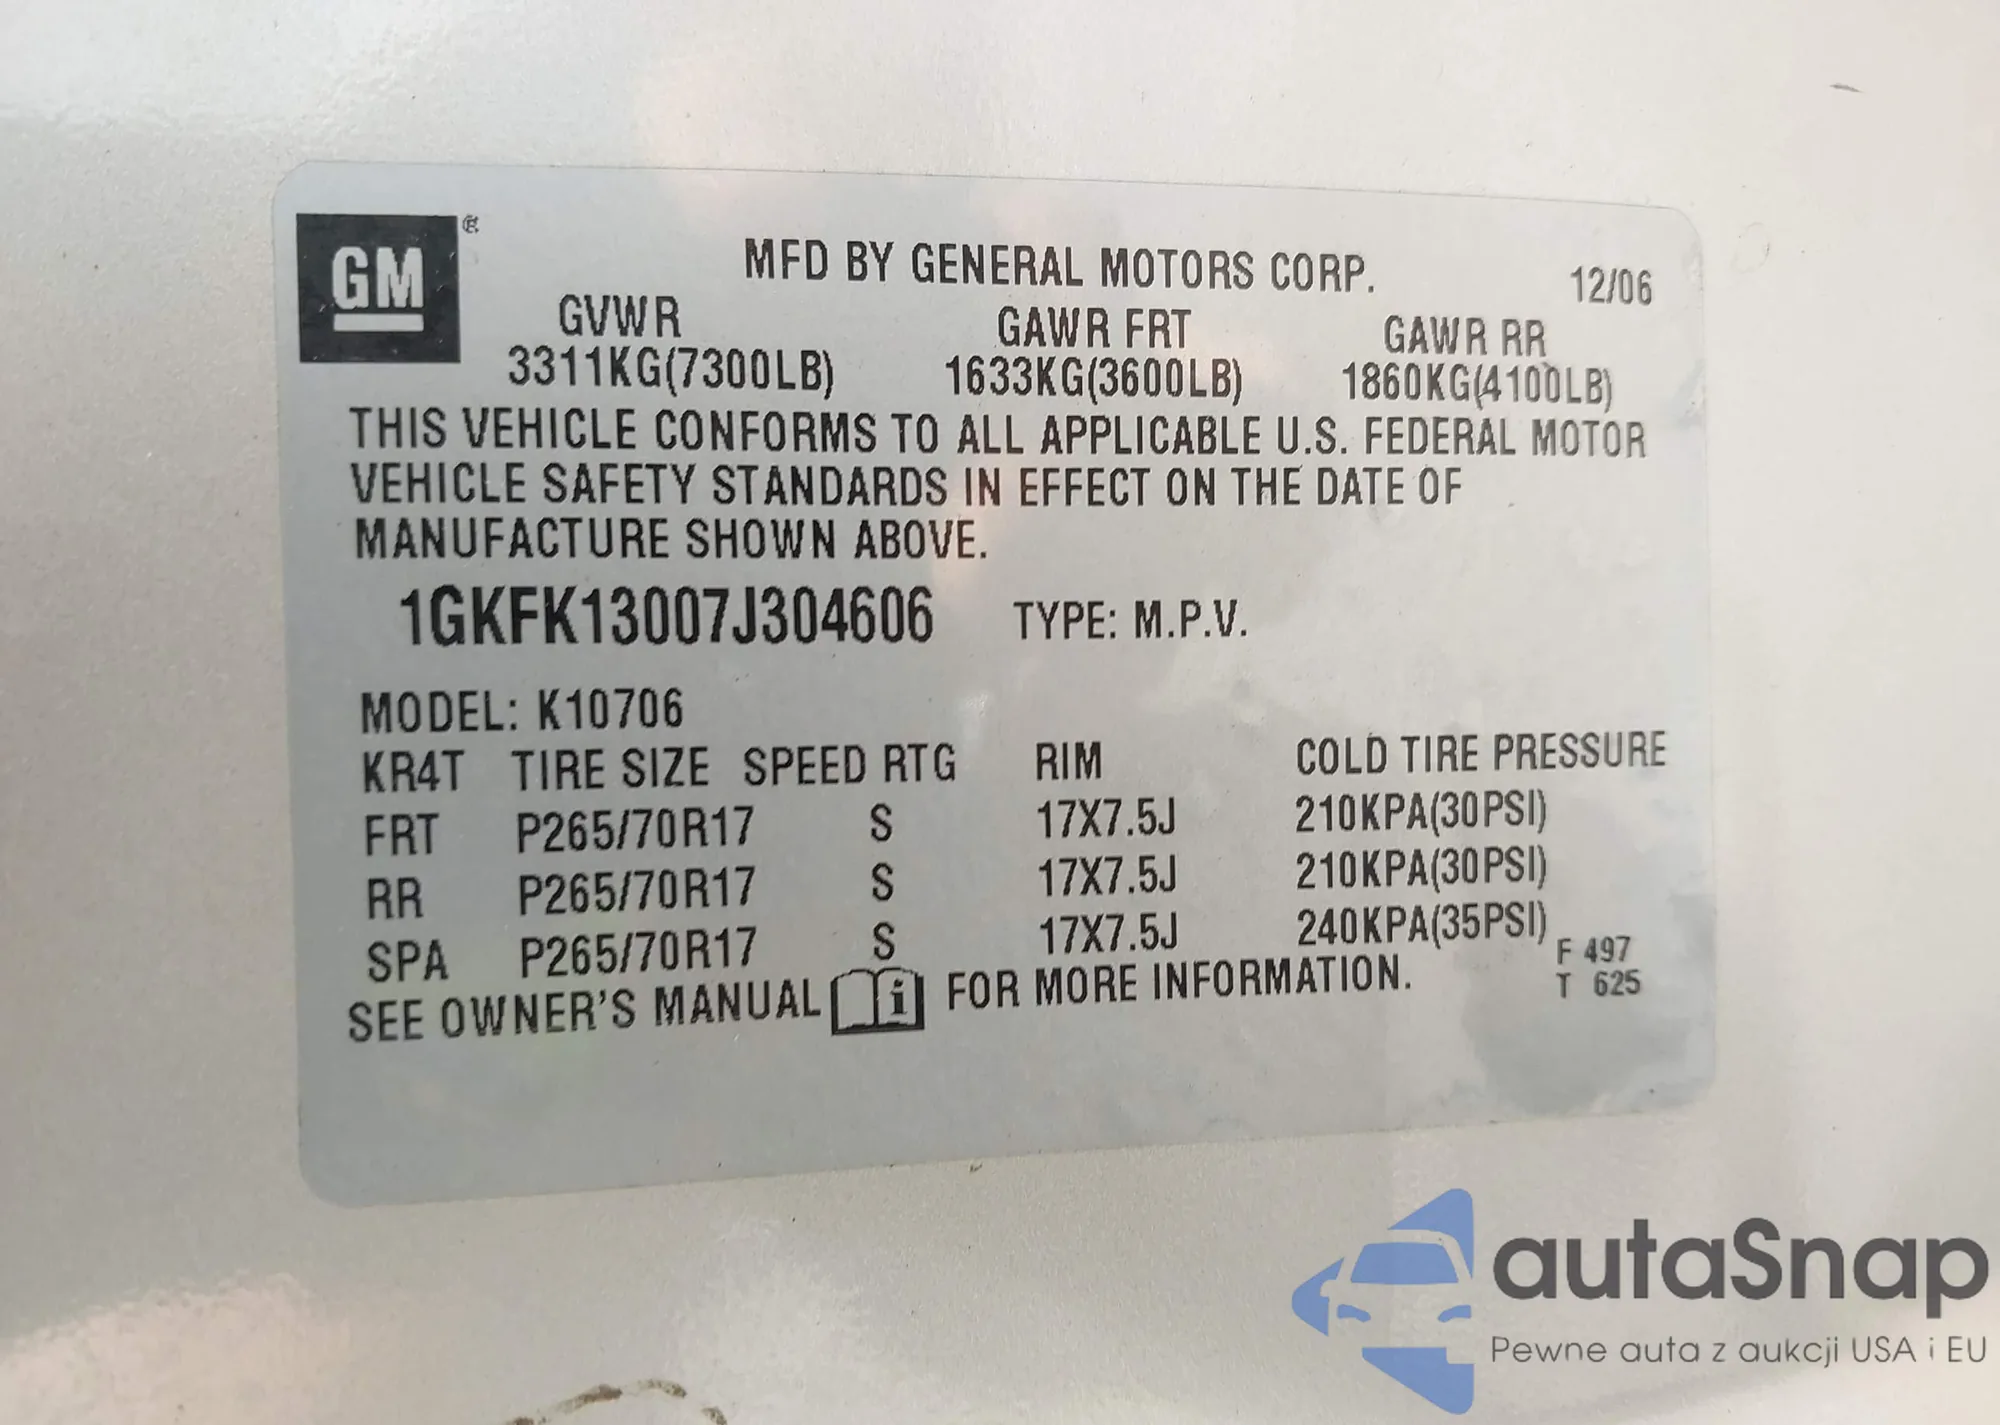 GM ®
MFD BY GENERAL MOTORS CORP. 12/06
GVWR GAWR FRT GAWR RR
3311KG(7300LB) 1633KG(3600LB) 1860KG(4100LB)
THIS VEHICLE CONFORMS TO ALL APPLICABLE U.S. FEDERAL MOTOR
VEHICLE SAFETY STANDARDS IN EFFECT ON THE DATE OF
MANUFACTURE SHOWN ABOVE.
1GKFK13007J304606 TYPE: M.P.V.
MODEL: K10706
KR4T TIRE SIZE SPEED RTG RIM COLD TIRE PRESSURE
FRT P265/70R17 S 17X7.5J 210KPA(30PSI)
RR P265/70R17 S 17X7.5J 210KPA(30PSI)
SPA P265/70R17 S 17X7.5J 240KPA(35PSI)
F 497
T 625
SEE OWNER'S MANUAL i FOR MORE INFORMATION.
autaSnap
Pewne auta z aukcji USA i EU